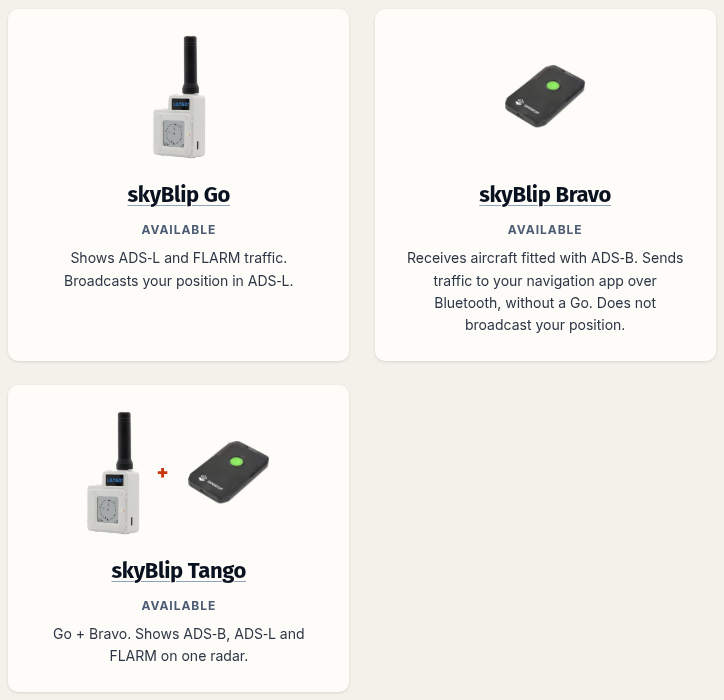 skyBlip Go
AVAILABLE
Shows ADS-L and FLARM traffic.
Broadcasts your position in ADS-L.
skyBlip Bravo
AVAILABLE
Receives aircraft fitted with ADS-B. Sends
traffic to your navigation app over
Bluetooth, without a Go. Does not
broadcast your position.
+
skyBlip Tango
AVAILABLE
Go + Bravo. Shows ADS-B, ADS-L and
FLARM on one radar.